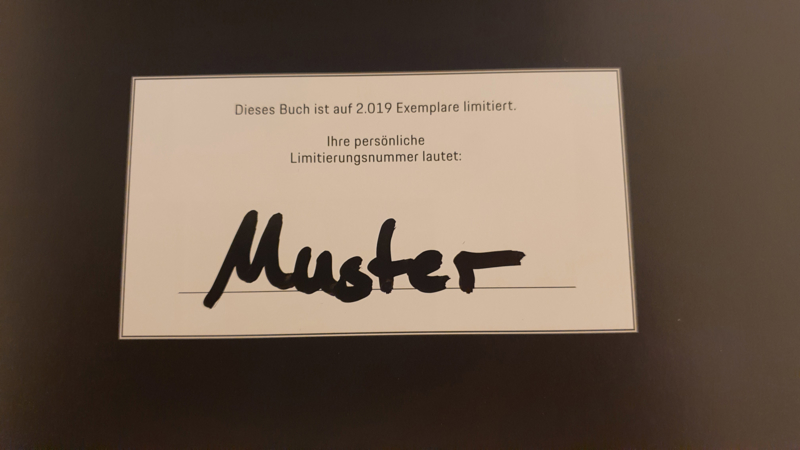 Dieses Buch ist auf 2.019 Exemplare limitiert.
Ihre persönliche
Limitierungsnummer lautet:
Muster